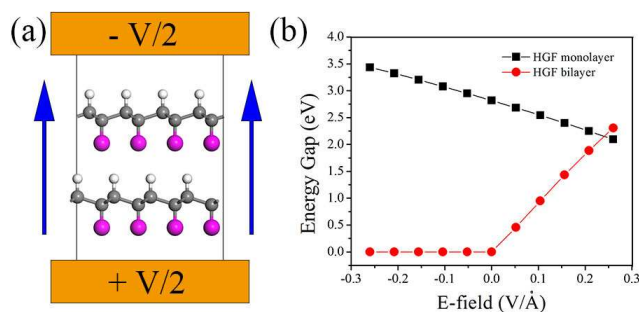 (a)
- V/2
+ V/2
(b)
HGF monolayer
HGF bilayer
Energy Gap (eV)
4.0
3.5
3.0
2.5
2.0
1.5
1.0
0.5
0.0
-0.3 -0.2 -0.1 0.0 0.1 0.2 0.3
E-field (V/Å)